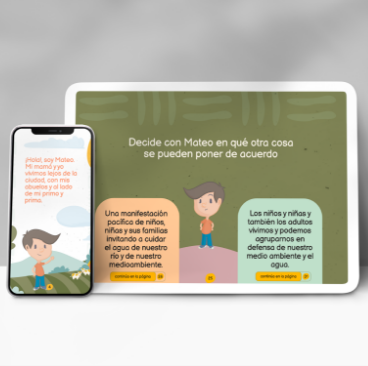 ¡Hola!, soy Mateo.
Mi mamá y yo
vivimos lejos de la
ciudad, con mis
abuelos y al lado
de mi primo y
prima.
Decide con Mateo en qué otra cosa
se pueden poner de acuerdo
Una manifestación
pacífica de niños,
niñas y sus familias
invitando a cuidar
el agua de nuestro
río y de nuestro
medioambiente.
continúa en la página
Los niños y niñas y
también los adultos
vivimos y podemos
agruparnos en
defensa de nuestro
medio ambiente y el
agua.
continúa en la página